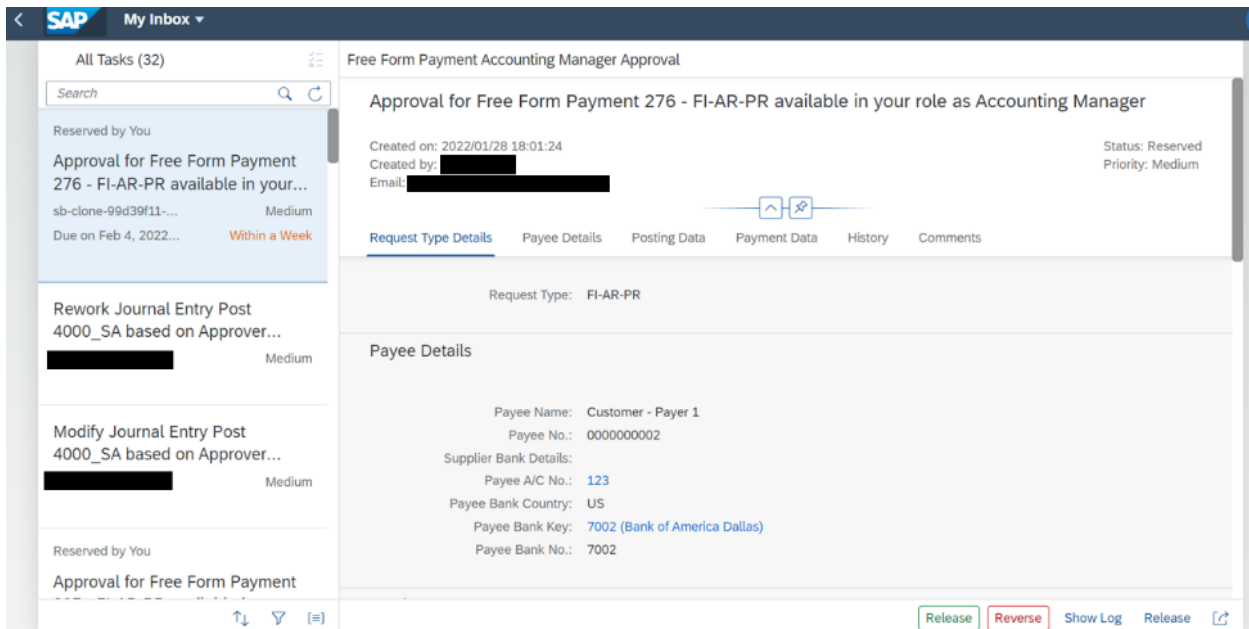 SAP My Inbox
All Tasks (32)
Search
Reserved by You
Approval for Free Form Payment
276 - FI-AR-PR available in your...
sb-clone-99d39f11-... Medium
Due on Feb 4, 2022... Within a Week
Rework Journal Entry Post
4000_SA based on Approver...
Medium
Modify Journal Entry Post
4000_SA based on Approver...
Medium
Reserved by You
Approval for Free Form Payment
Free Form Payment Accounting Manager Approval
Approval for Free Form Payment 276 - FI-AR-PR available in your role as Accounting Manager
Created on: 2022/01/28 18:01:24
Created by:
Email:
Status: Reserved
Priority: Medium
Request Type Details Payee Details Posting Data Payment Data History Comments
Request Type: FI-AR-PR
Payee Details
Payee Name: Customer - Payer 1
Payee No.: 0000000002
Supplier Bank Details:
Payee A/C No.: 123
Payee Bank Country: US
Payee Bank Key: 7002 (Bank of America Dallas)
Payee Bank No.: 7002
Release Reverse Show Log Release